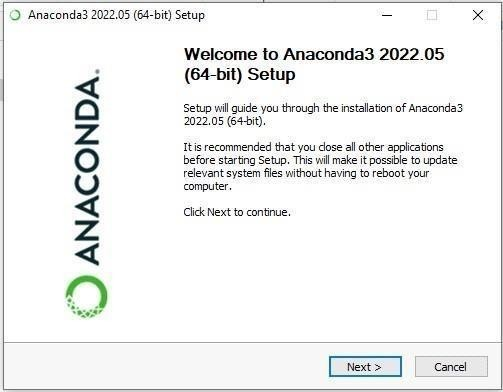 Anaconda3 2022.05 (64-bit) Setup
Welcome to Anaconda3 2022.05
(64-bit) Setup
Setup will guide you through the installation of Anaconda3
2022.05 (64-bit).
It is recommended that you close all other applications
before starting Setup. This will make it possible to update
relevant system files without having to reboot your
computer.
Click Next to continue.
ANACONDA.
Next >
Cancel